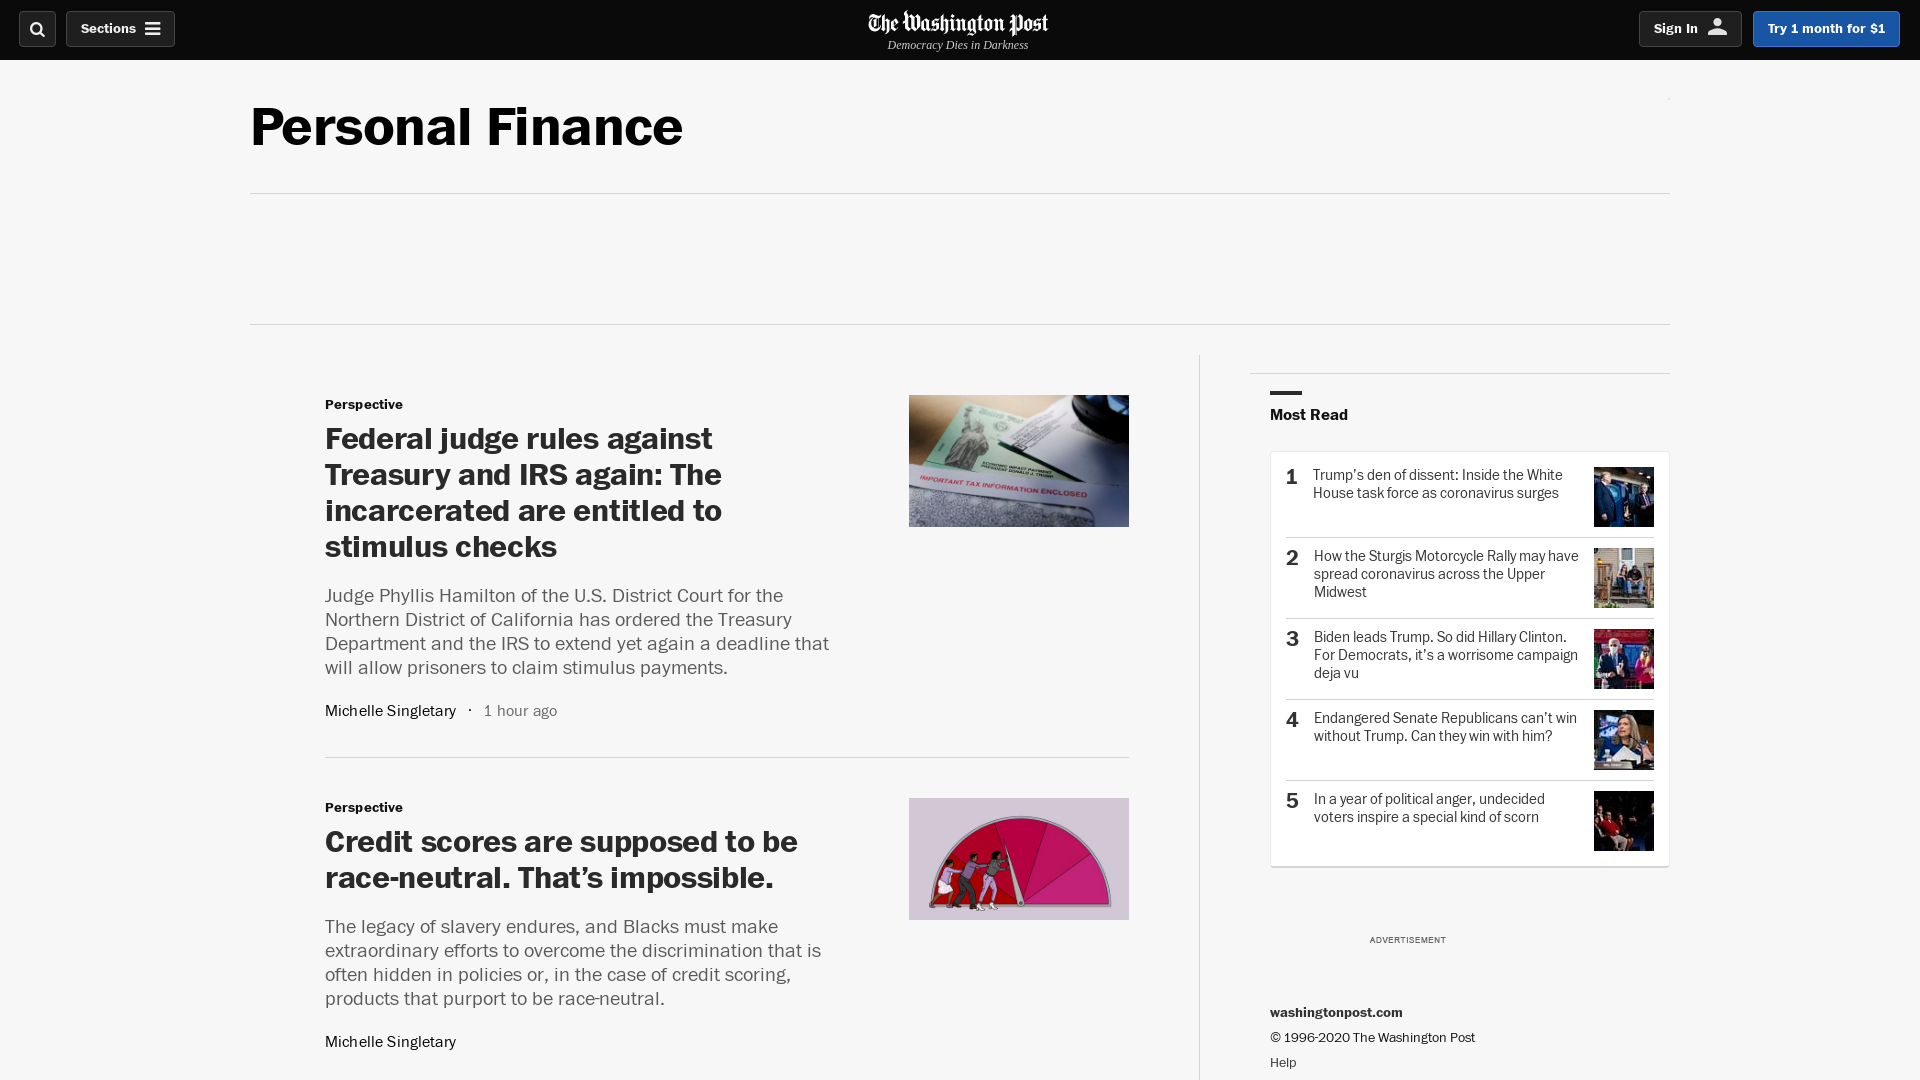 Sections
The Washington Post
Democracy Dies in Darkness
Sign In
Try 1 month for $1
Personal Finance
Perspective
Federal judge rules against
Treasury and IRS again: The
incarcerated are entitled to
stimulus checks
Judge Phyllis Hamilton of the U.S. District Court for the
Northern District of California has ordered the Treasury
Department and the IRS to extend yet again a deadline that
will allow prisoners to claim stimulus payments.
Michelle Singletary · 1 hour ago
ECONOMIC IMPACT PAYMENT
PRESIDENT DONALD J. TRUMP
IMPORTANT TAX INFORMATION ENCLOSED
Perspective
Credit scores are supposed to be
race-neutral. That’s impossible.
The legacy of slavery endures, and Blacks must make
extraordinary efforts to overcome the discrimination that is
often hidden in policies or, in the case of credit scoring,
products that purport to be race-neutral.
Michelle Singletary
Most Read
1 Trump’s den of dissent: Inside the White
House task force as coronavirus surges
2 How the Sturgis Motorcycle Rally may have
spread coronavirus across the Upper
Midwest
3 Biden leads Trump. So did Hillary Clinton.
For Democrats, it’s a worrisome campaign
deja vu
4 Endangered Senate Republicans can’t win
without Trump. Can they win with him?
5 In a year of political anger, undecided
voters inspire a special kind of scorn
ADVERTISEMENT
washingtonpost.com
© 1996-2020 The Washington Post
Help